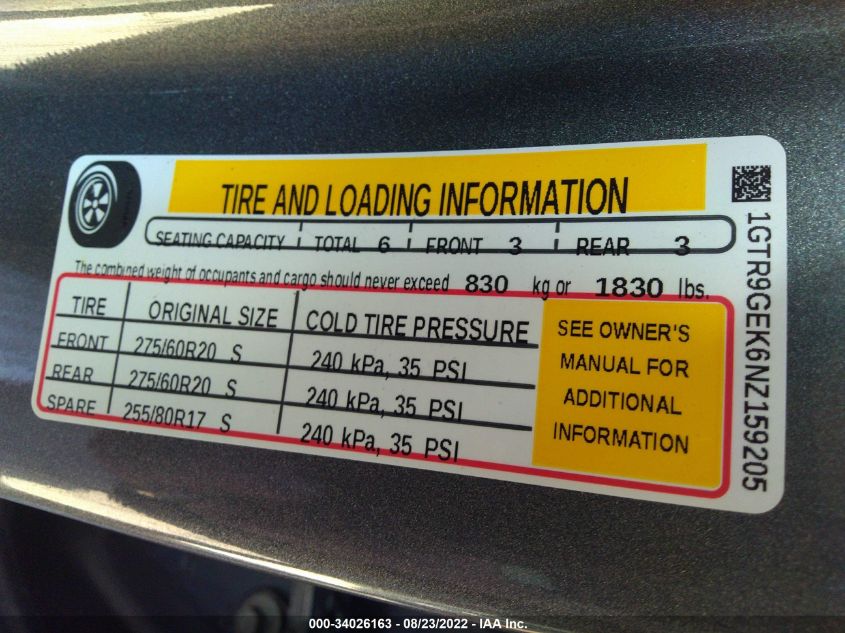 TIRE AND LOADING INFORMATION
SEATING CAPACITY TOTAL 6 FRONT 3 REAR 3
The combined weight of occupants and cargo should never exceed 830 kg or 1830 lbs.
TIRE ORIGINAL SIZE COLD TIRE PRESSURE
FRONT 275/60R20 S 240 kPa, 35 PSI
REAR 275/60R20 S 240 kPa, 35 PSI
SPARE 255/80R17 S 240 kPa, 35 PSI
SEE OWNER'S
MANUAL FOR
ADDITIONAL
INFORMATION
1GTR9GEK6NZ159205
000-34026163 - 08/23/2022 - IAA Inc.